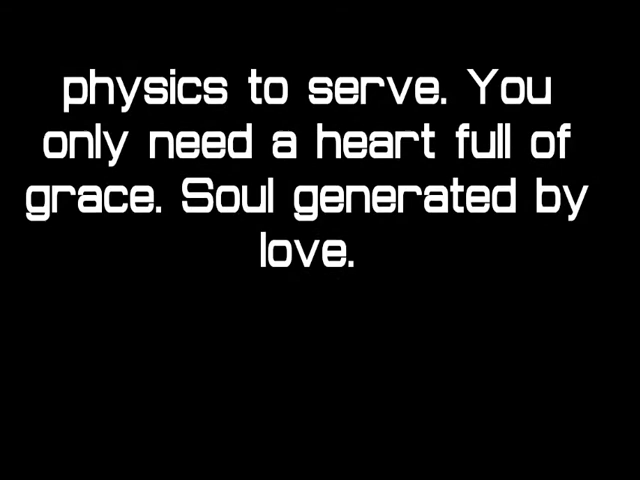 physics to serve. You
only need a heart full of
grace. Soul generated by
love.